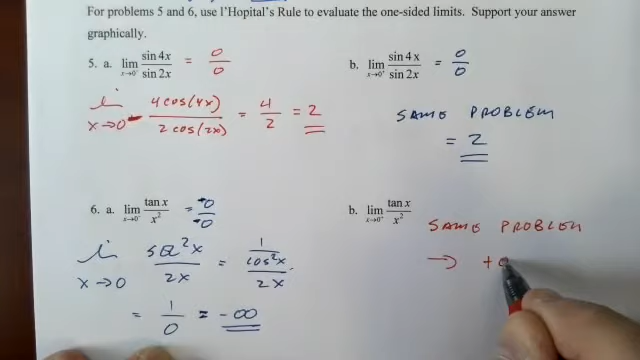 For problems 5 and 6, use l'Hopital's Rule to evaluate the one-sided limits. Support your answer
graphically.
5. a. lim x→0⁻ sin 4x / sin 2x = 0/0
b. lim x→0⁺ sin 4x / sin 2x = 0/0
li x→0⁻ 4cos(4x) / 2cos(2x) = 4/2 = 2
SAME PROBLEM
= 2
6. a. lim x→0⁻ tan x / x² = -0/+0
b. lim x→0⁺ tan x / x²
SAME PROBLEM
li x→0 sec²x / 2x = 1/cos²x / 2x
→ +
= 1/0 = -∞